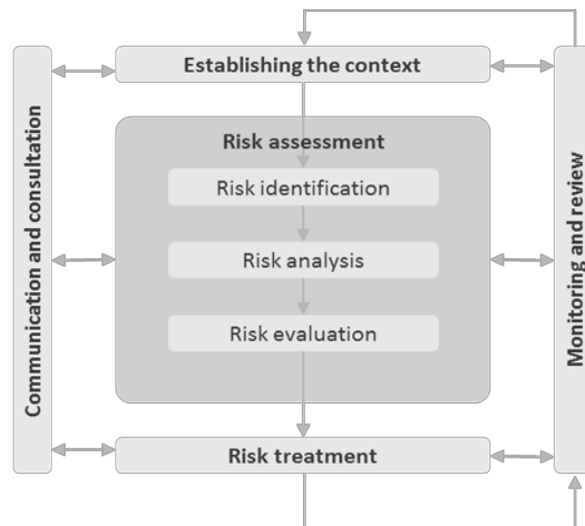 Establishing the context
Communication and consultation
Risk assessment
Risk identification
Risk analysis
Risk evaluation
Monitoring and review
Risk treatment